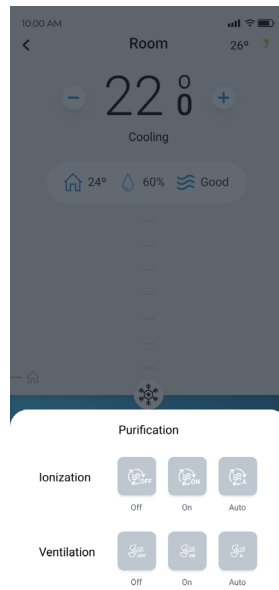 10:00 AM
Room
26°
22 °0
Cooling
24° 60% Good
Purification
Ionization
OFF ON A
Off On Auto
Ventilation
OFF ON A
Off On Auto